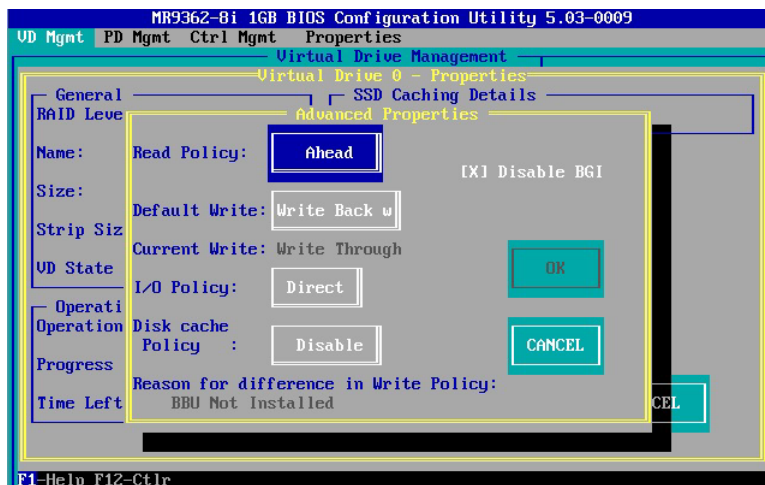 MR9362-8i 1GB BIOS Configuration Utility 5.03-0009
VD Mgmt PD Mgmt Ctrl Mgmt Properties
Virtual Drive Management
Virtual Drive 0 - Properties
General
SSD Caching Details
RAID Leve
Advanced Properties
Name:
Read Policy: Ahead
[X] Disable BGI
Size:
Default Write: Write Back w
Strip Siz
Current Write: Write Through
VD State
I/O Policy: Direct
OK
Operati
Operation
Disk cache
Policy : Disable
CANCEL
Progress
Reason for difference in Write Policy:
Time Left
BBU Not Installed
CEL
F1-Help F12-Ctlr